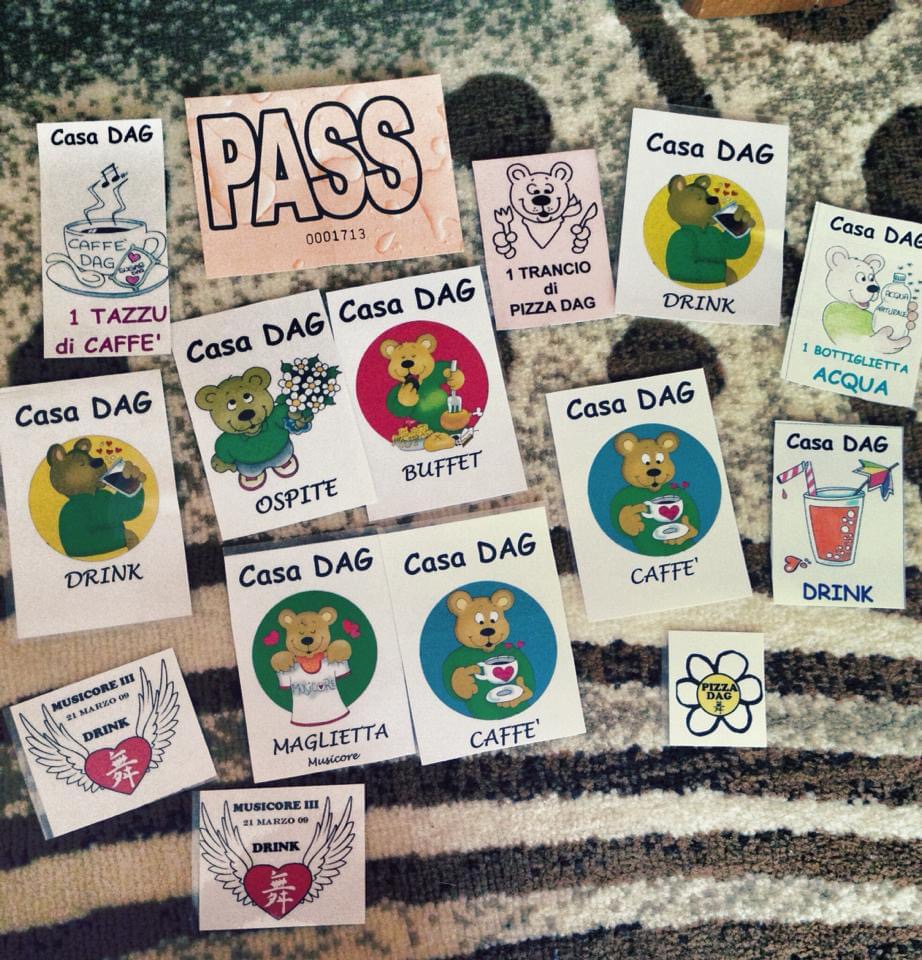 Casa DAG
CAFFE'
DAG
1 TAZZU
di CAFFE'
PASS
0001713
1 TRANCIO
di
PIZZA DAG
Casa DAG
DRINK
Casa DAG
ACQUA
NATURALE
1 BOTTIGLIETTA
ACQUA
Casa DAG
DRINK
Casa DAG
OSPITE
Casa DAG
BUFFET
Casa DAG
CAFFE'
Casa DAG
DRINK
Casa DAG
MUSICORE
MAGLIETTA
Musicore
Casa DAG
CAFFE'
PIZZA
DAG
MUSICORE III
21 MARZO 09
DRINK
舞
MUSICORE III
21 MARZO 09
DRINK
舞